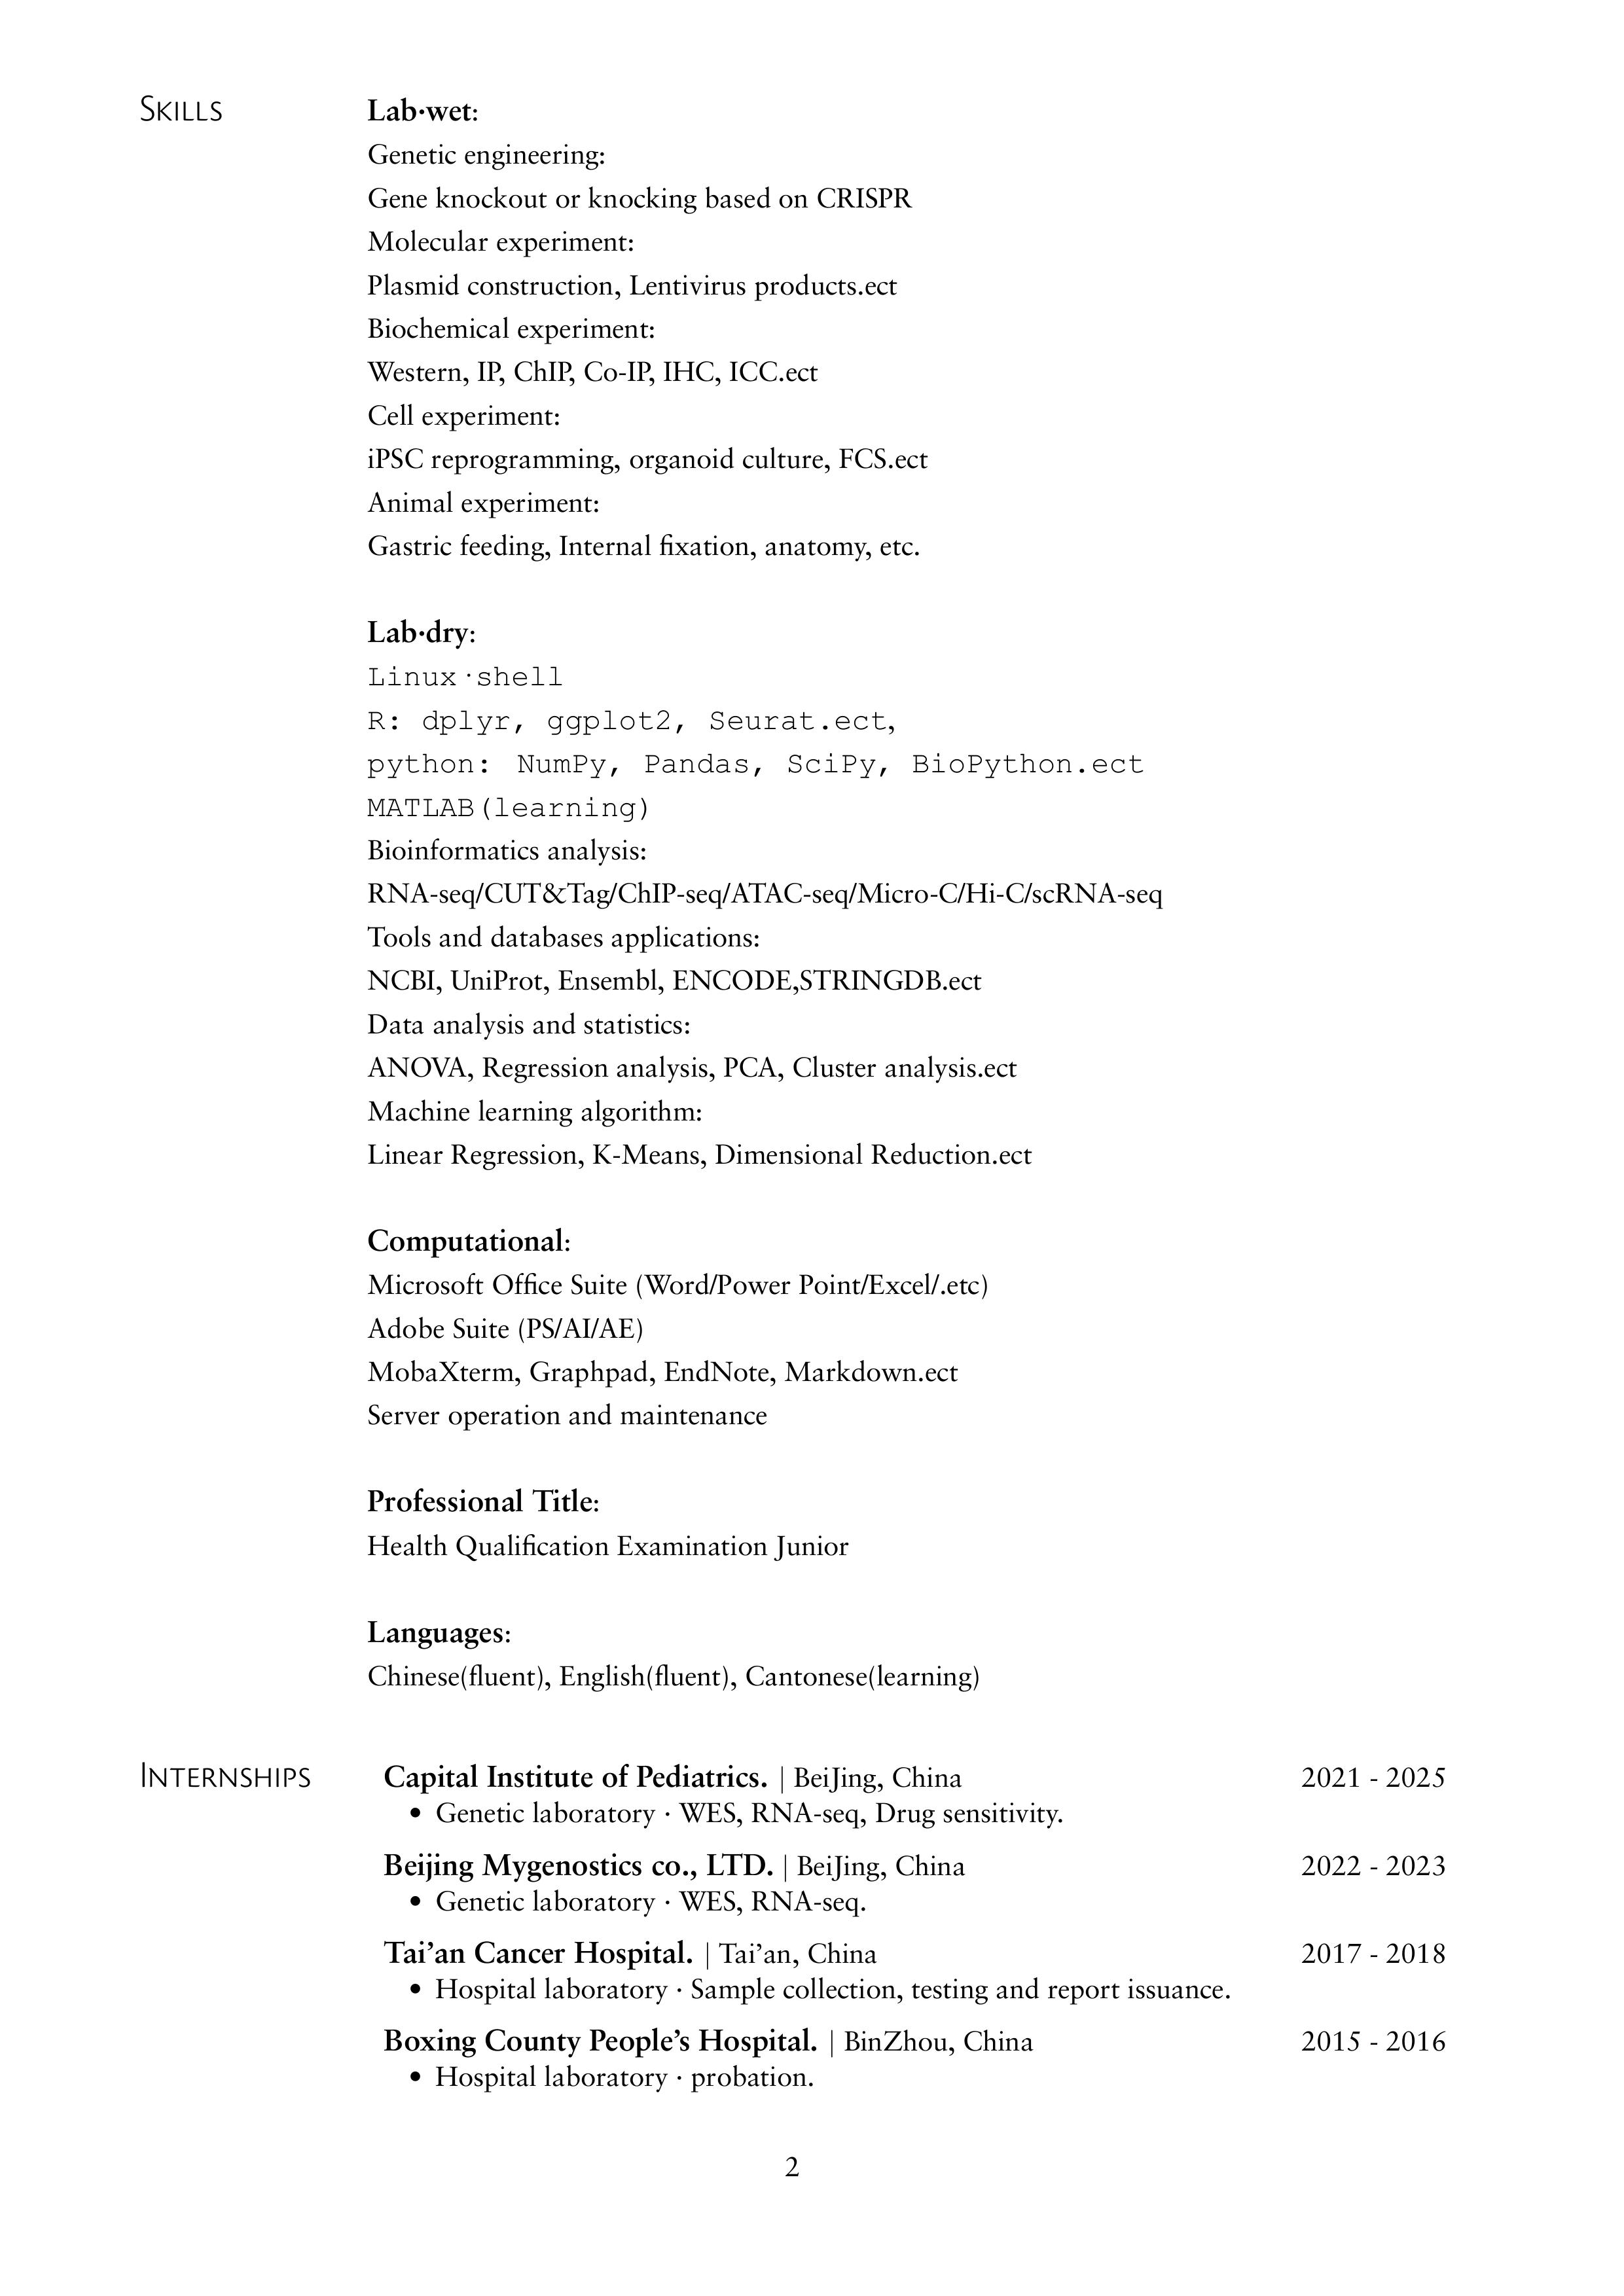 SKILLS
Lab·wet:
Genetic engineering:
Gene knockout or knocking based on CRISPR
Molecular experiment:
Plasmid construction, Lentivirus products.ect
Biochemical experiment:
Western, IP, ChIP, Co-IP, IHC, ICC.ect
Cell experiment:
iPSC reprogramming, organoid culture, FCS.ect
Animal experiment:
Gastric feeding, Internal fixation, anatomy, etc.
Lab·dry:
Linux·shell
R: dplyr, ggplot2, Seurat.ect,
python: NumPy, Pandas, SciPy, BioPython.ect
MATLAB(learning)
Bioinformatics analysis:
RNA-seq/CUT&Tag/ChIP-seq/ATAC-seq/Micro-C/Hi-C/scRNA-seq
Tools and databases applications:
NCBI, UniProt, Ensembl, ENCODE,STRINGDB.ect
Data analysis and statistics:
ANOVA, Regression analysis, PCA, Cluster analysis.ect
Machine learning algorithm:
Linear Regression, K-Means, Dimensional Reduction.ect
Computational:
Microsoft Office Suite (Word/Power Point/Excel/.etc)
Adobe Suite (PS/AI/AE)
MobaXterm, Graphpad, EndNote, Markdown.ect
Server operation and maintenance
Professional Title:
Health Qualification Examination Junior
Languages:
Chinese(fluent), English(fluent), Cantonese(learning)
INTERNSHIPS
Capital Institute of Pediatrics. | BeiJing, China 2021 - 2025
• Genetic laboratory · WES, RNA-seq, Drug sensitivity.
Beijing Mygenostics co., LTD. | BeiJing, China 2022 - 2023
• Genetic laboratory · WES, RNA-seq.
Tai’an Cancer Hospital. | Tai’an, China 2017 - 2018
• Hospital laboratory · Sample collection, testing and report issuance.
Boxing County People’s Hospital. | BinZhou, China 2015 - 2016
• Hospital laboratory · probation.
2